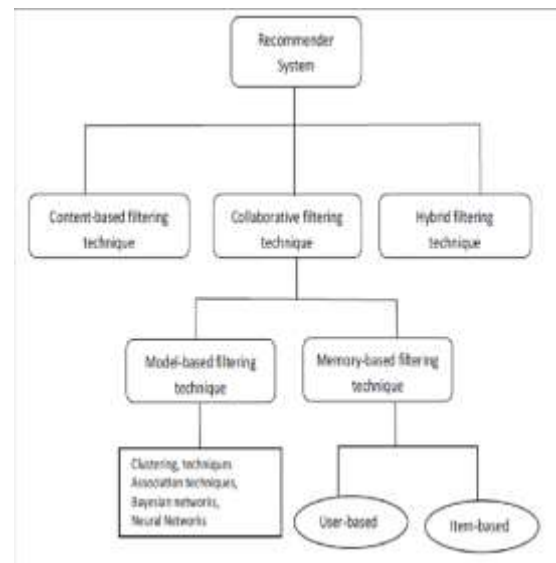 Recommender
System
Content-based filtering
technique
Collaborative filtering
technique
Hybrid filtering
technique
Model-based filtering
technique
Memory-based filtering
technique
Clustering, techniques
Association techniques,
Bayesian networks,
Neural Networks
User-based
Item-based